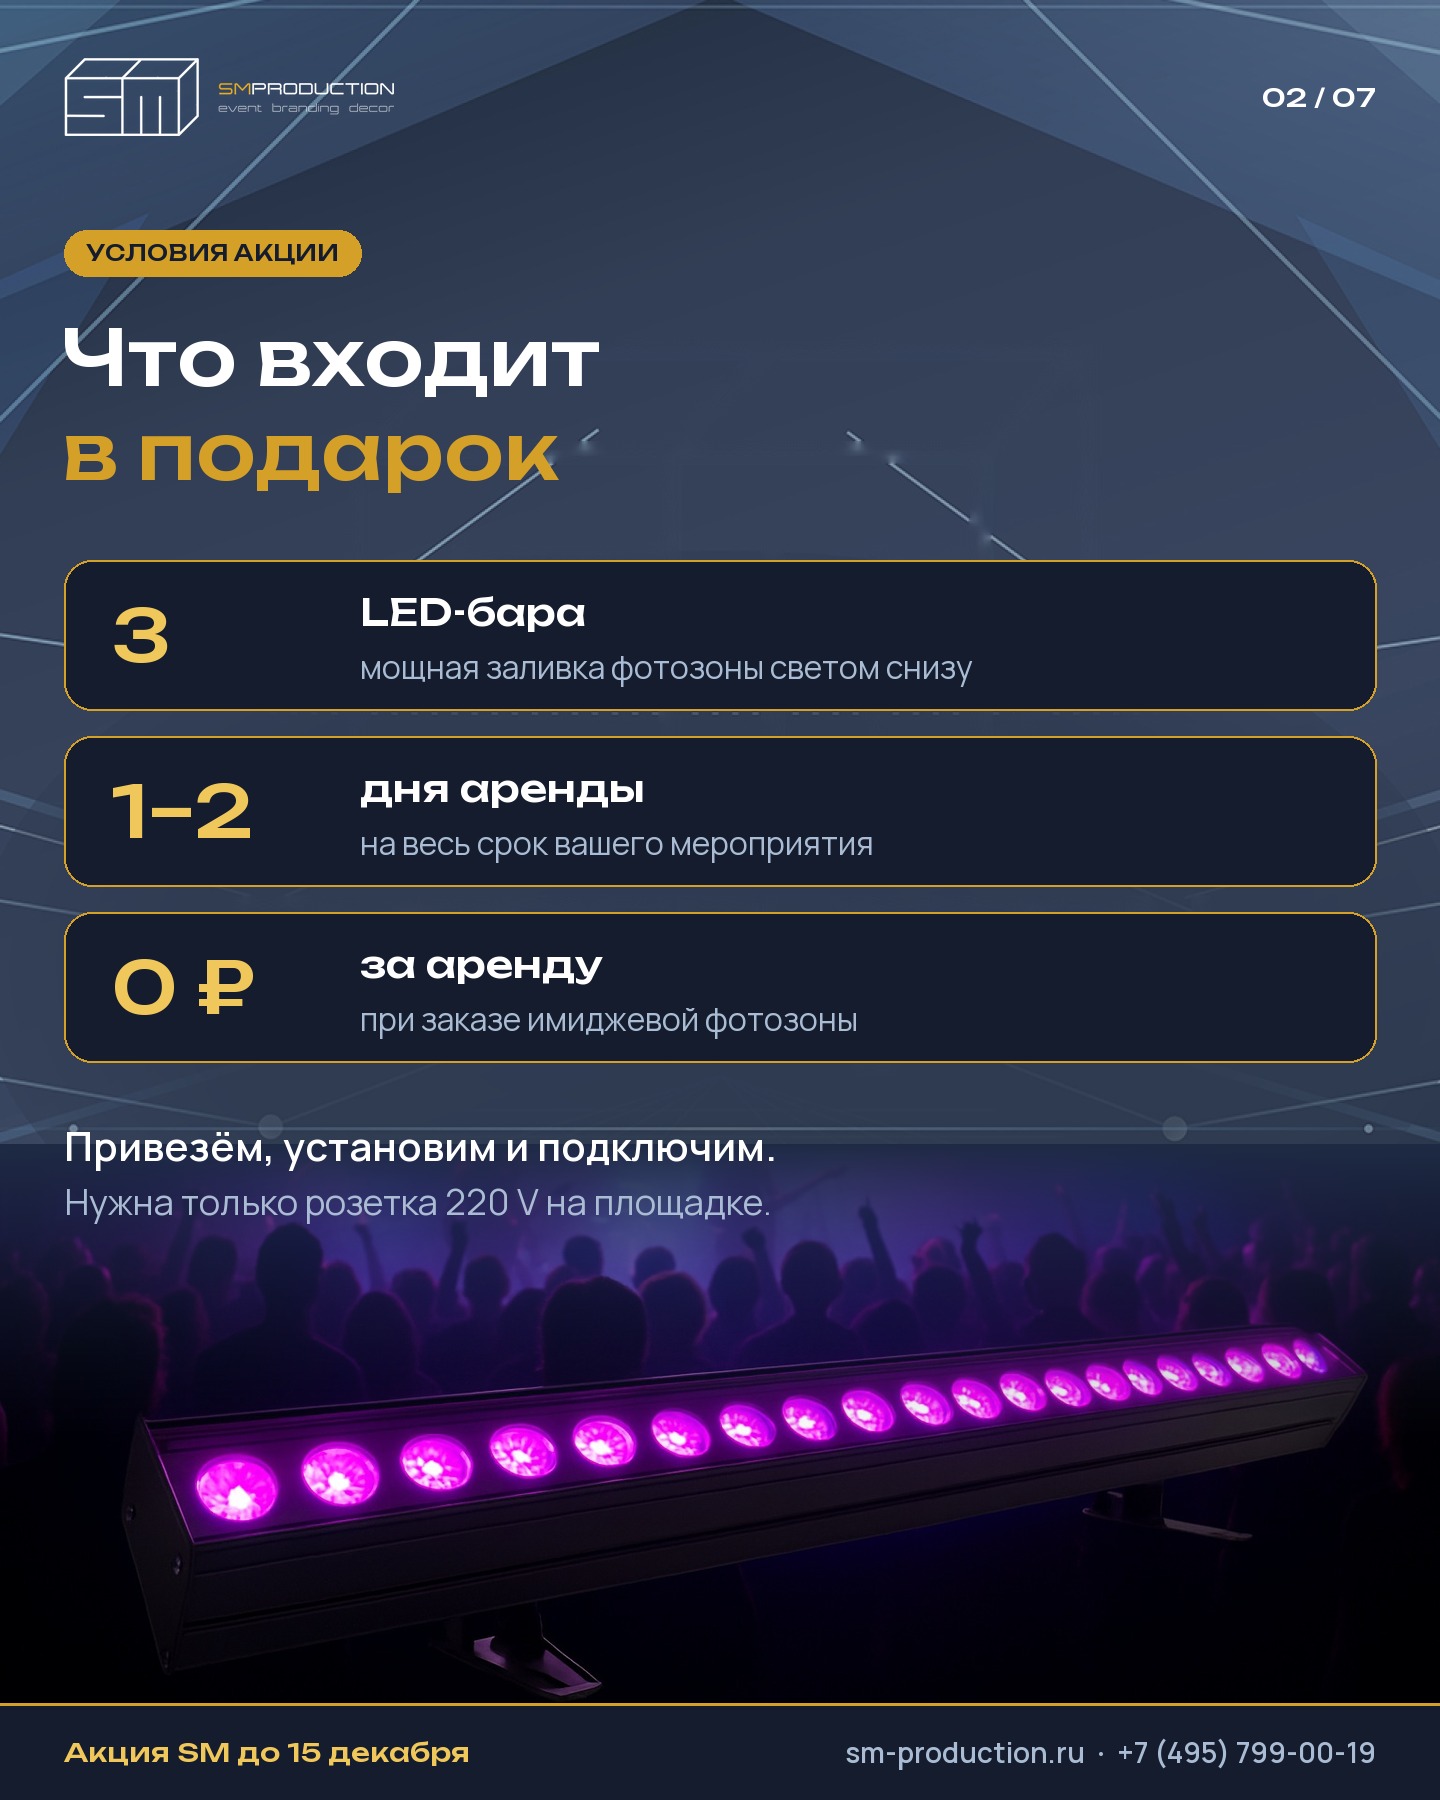 SM
SMPRODUCTION
event branding decor
02 / 07
УСЛОВИЯ АКЦИИ
Что входит
в подарок
3
LED-бара
мощная заливка фотозоны светом снизу
1–2
дня аренды
на весь срок вашего мероприятия
0 ₽
за аренду
при заказе имиджевой фотозоны
Привезём, установим и подключим.
Нужна только розетка 220 V на площадке.
Акция SM до 15 декабря
sm-production.ru · +7 (495) 799-00-19